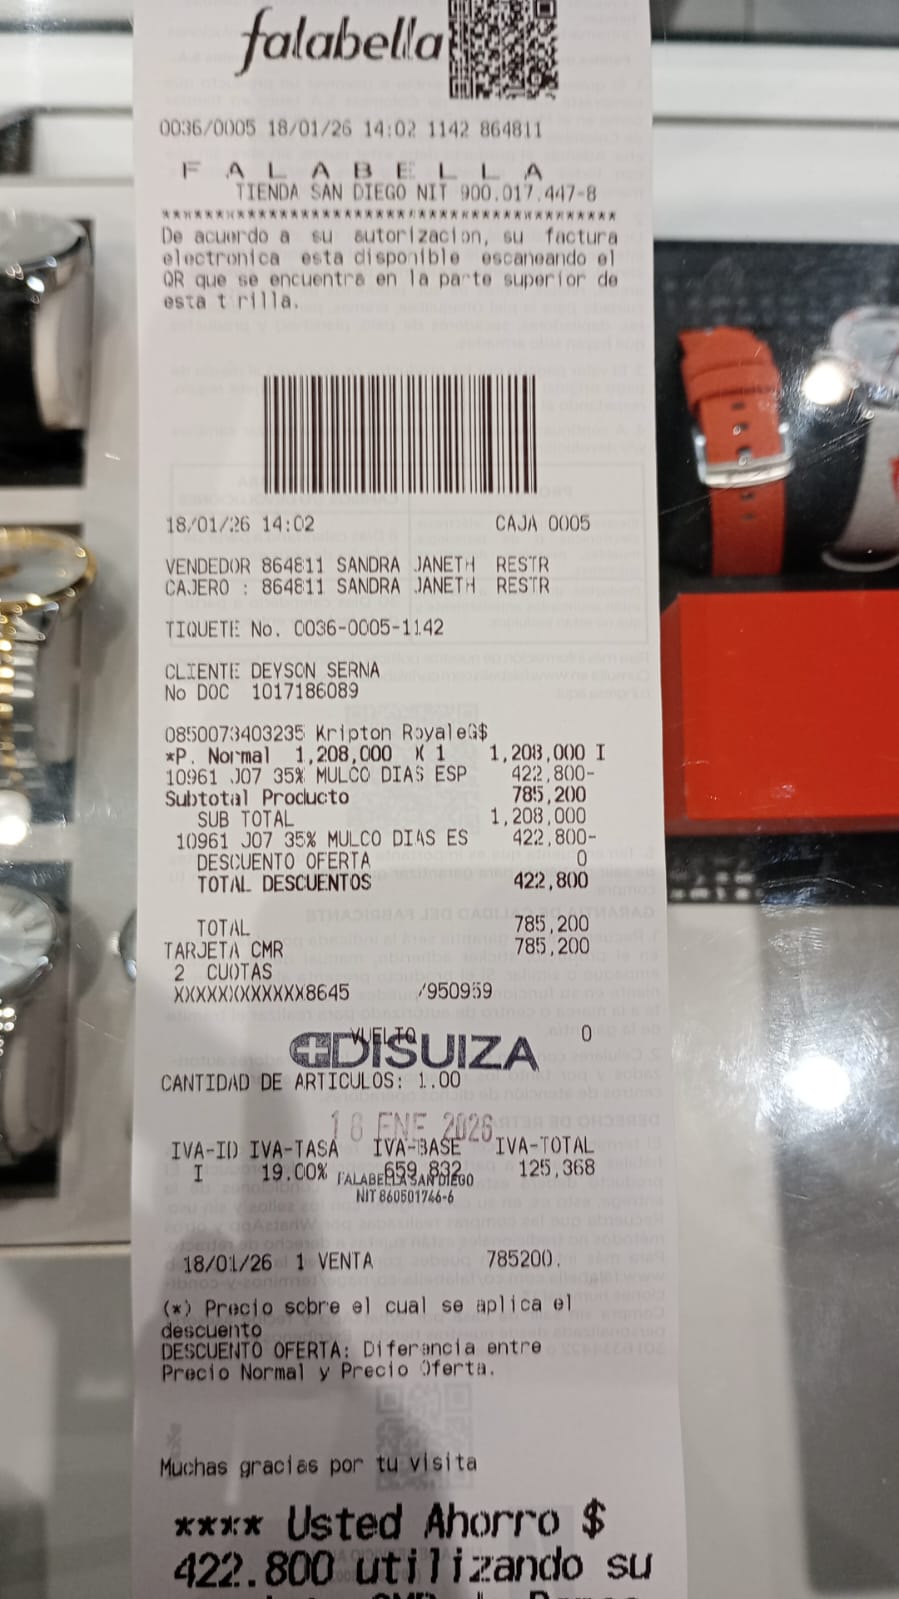 falabella
0036/0005 18/01/26 14:02 1142 864811
F A L A B E L L A
TIENDA SAN DIEGO NIT 900.017.447-8
*******************************************
De acuerdo a su autorizacion, su factura
electronica esta disponible escaneando el
QR que se encuentra en la parte superior de
esta t rilla.
18/01/26 14:02 CAJA 0005
VENDEDOR 864811 SANDRA JANETH RESTR
CAJERO : 864811 SANDRA JANETH RESTR
TIQUETE No. 0036-0005-1142
CLIENTE DEYSON SERNA
No DOC 1017186089
0850073403235 Kripton RoyaleG$
*P. Normal 1,208,000 X 1 1,208,000 I
10961 J07 35% MULCO DIAS ESP 422,800-
Subtotal Producto 785,200
SUB TOTAL 1,208,000
10961 J07 35% MULCO DIAS ES 422,800-
DESCUENTO OFERTA 0
TOTAL DESCUENTOS 422,800
TOTAL 785,200
TARJETA CMR 785,200
2 CUOTAS
XXXXXXXXXXXX8645 /950959
VUELTO 0
DISUIZA
CANTIDAD DE ARTICULOS: 1.00
18 ENE 2026
IVA-ID IVA-TASA IVA-BASE IVA-TOTAL
I 19.00% 659,832 125,368
FALABELLA SAN DIEGO
NIT 860501746-6
18/01/26 1 VENTA 785200.
(*) Precio sobre el cual se aplica el
descuento
DESCUENTO OFERTA: Diferencia entre
Precio Normal y Precio Oferta.
Muchas gracias por tu visita
**** Usted Ahorro $
422.800 utilizando su